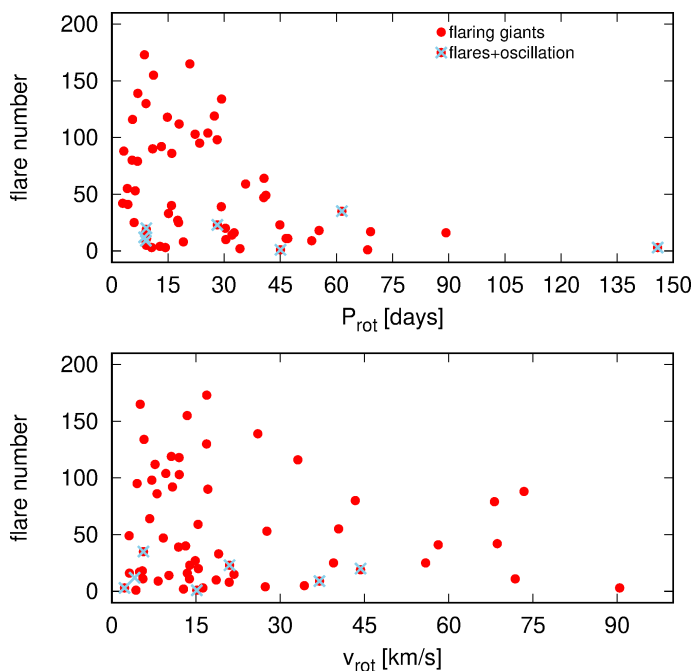 200
150
100
50
0
flare number
flaring giants
flares+oscillation
0 15 30 45 60 75 90 105 120 135 150
P_rot [days]
200
150
100
50
0
flare number
0 15 30 45 60 75 90 100
v_rot [km/s]